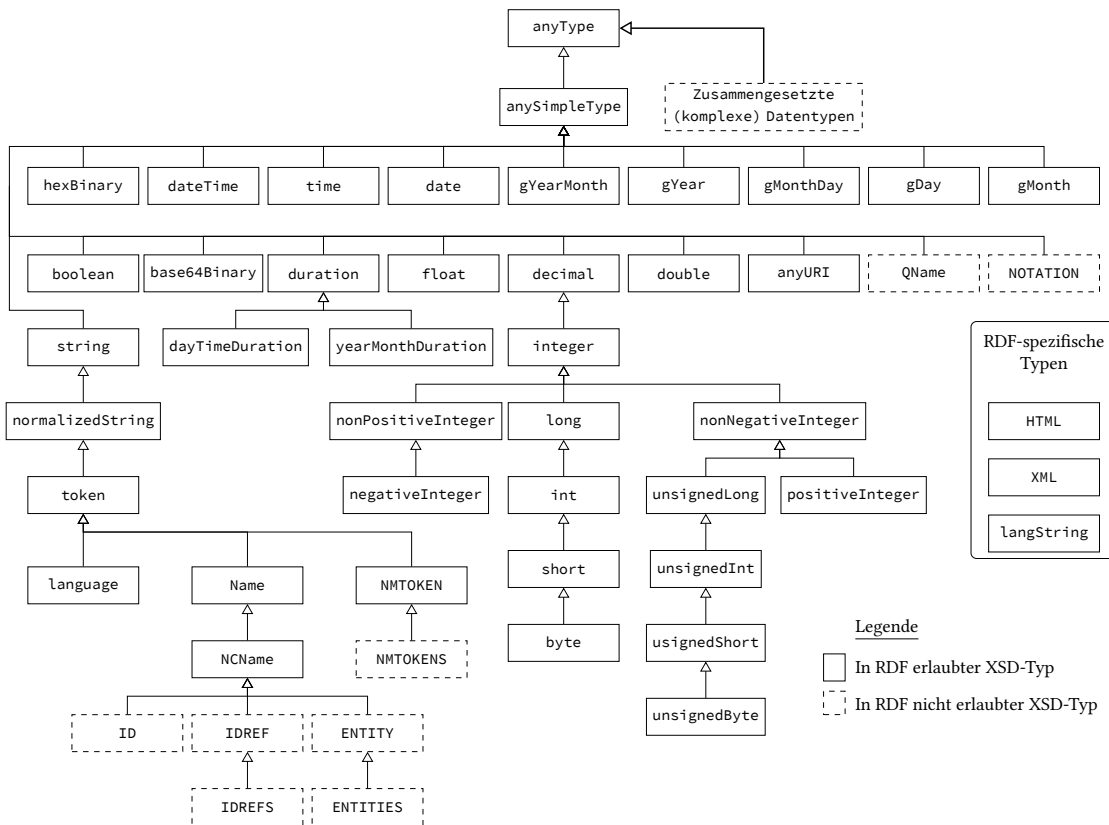 anyType
Zusammengesetzte
(komplexe) Datentypen
anySimpleType
hexBinary
dateTime
time
date
gYearMonth
gYear
gMonthDay
gDay
gMonth
boolean
base64Binary
duration
float
decimal
double
anyURI
QName
NOTATION
string
dayTimeDuration
yearMonthDuration
integer
RDF-spezifische
Typen
normalizedString
nonPositiveInteger
long
nonNegativeInteger
HTML
token
negativeInteger
int
unsignedLong
positiveInteger
XML
langString
language
Name
NMTOKEN
short
unsignedInt
NCName
NMTOKENS
byte
usignedShort
Legende
In RDF erlaubter XSD-Typ
In RDF nicht erlaubter XSD-Typ
ID
IDREF
ENTITY
unsignedByte
IDREFS
ENTITIES